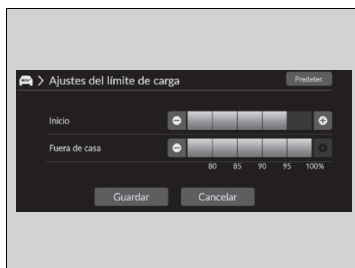 > Ajustes del límite de carga Predeter.
Inicio
Fuera de casa
80 85 90 95 100%
Guardar Cancelar